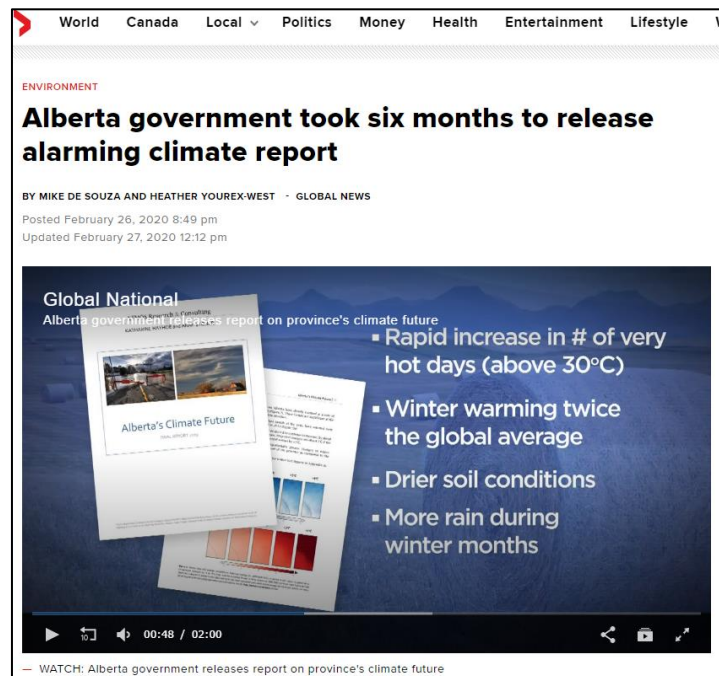 World Canada Local Politics Money Health Entertainment Lifestyle
ENVIRONMENT
Alberta government took six months to release
alarming climate report
BY MIKE DE SOUZA AND HEATHER YOUREX-WEST - GLOBAL NEWS
Posted February 26, 2020 8:49 pm
Updated February 27, 2020 12:12 pm
Global National
Alberta government releases report on province's climate future
Alberta's Climate Future
▪ Rapid increase in # of very
hot days (above 30°C)
▪ Winter warming twice
the global average
▪ Drier soil conditions
▪ More rain during
winter months
10
00:48 / 02:00
— WATCH: Alberta government releases report on province's climate future